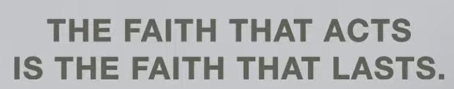 THE FAITH THAT ACTS
IS THE FAITH THAT LASTS.